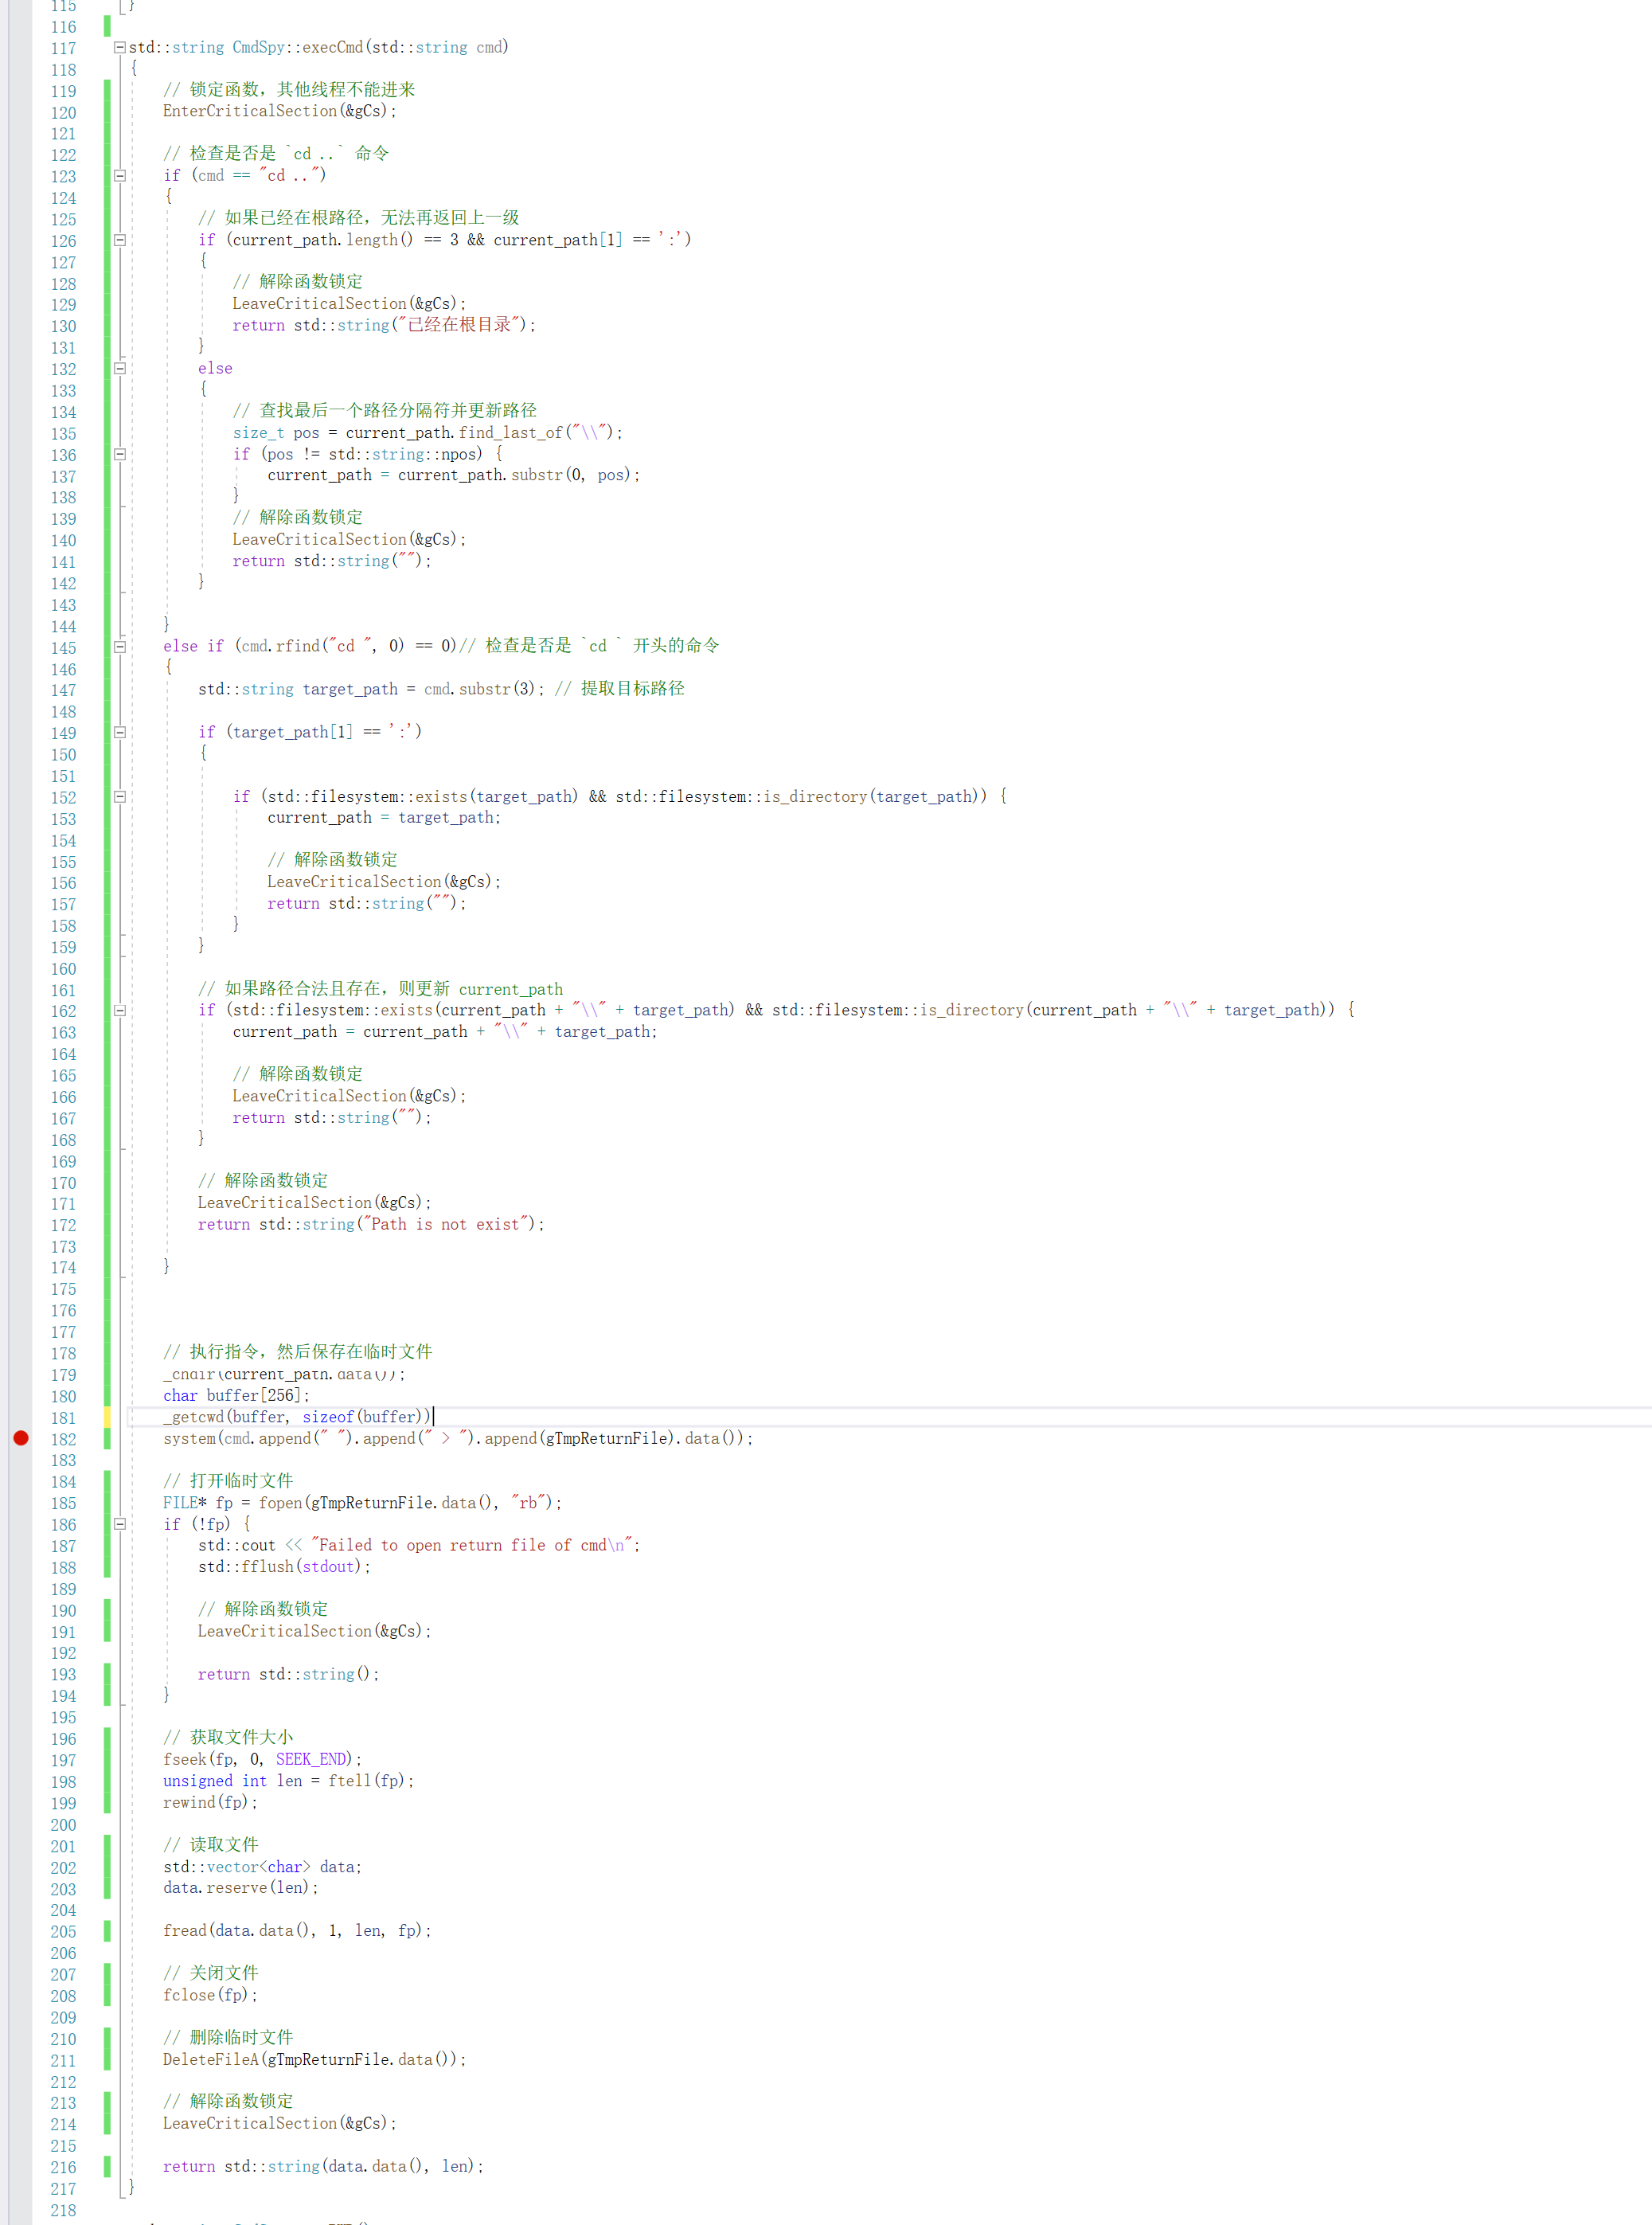 115 }
116
117 std::string CmdSpy::execCmd(std::string cmd)
118 {
119 // 锁定函数，其他线程不能进来
120 EnterCriticalSection(&gCs);
121
122 // 检查是否是 `cd ..` 命令
123 if (cmd == "cd ..")
124 {
125 // 如果已经在根路径，无法再返回上一级
126 if (current_path.length() == 3 && current_path[1] == ':')
127 {
128 // 解除函数锁定
129 LeaveCriticalSection(&gCs);
130 return std::string("已经在根目录");
131 }
132 else
133 {
134 // 查找最后一个路径分隔符并更新路径
135 size_t pos = current_path.find_last_of("\\");
136 if (pos != std::string::npos) {
137 current_path = current_path.substr(0, pos);
138 }
139 // 解除函数锁定
140 LeaveCriticalSection(&gCs);
141 return std::string("");
142 }
143
144 }
145 else if (cmd.rfind("cd ", 0) == 0)// 检查是否是 `cd ` 开头的命令
146 {
147 std::string target_path = cmd.substr(3); // 提取目标路径
148
149 if (target_path[1] == ':')
150 {
151
152 if (std::filesystem::exists(target_path) && std::filesystem::is_directory(target_path)) {
153 current_path = target_path;
154
155 // 解除函数锁定
156 LeaveCriticalSection(&gCs);
157 return std::string("");
158 }
159 }
160
161 // 如果路径合法且存在，则更新 current_path
162 if (std::filesystem::exists(current_path + "\\" + target_path) && std::filesystem::is_directory(current_path + "\\" + target_path)) {
163 current_path = current_path + "\\" + target_path;
164
165 // 解除函数锁定
166 LeaveCriticalSection(&gCs);
167 return std::string("");
168 }
169
170 // 解除函数锁定
171 LeaveCriticalSection(&gCs);
172 return std::string("Path is not exist");
173
174 }
175
176
177
178 // 执行指令，然后保存在临时文件
179 _chdir(current_path.data());
180 char buffer[256];
181 _getcwd(buffer, sizeof(buffer))
182 system(cmd.append(" ").append(" > ").append(gTmpReturnFile).data());
183
184 // 打开临时文件
185 FILE* fp = fopen(gTmpReturnFile.data(), "rb");
186 if (!fp) {
187 std::cout << "Failed to open return file of cmd\n";
188 std::fflush(stdout);
189
190 // 解除函数锁定
191 LeaveCriticalSection(&gCs);
192
193 return std::string();
194 }
195
196 // 获取文件大小
197 fseek(fp, 0, SEEK_END);
198 unsigned int len = ftell(fp);
199 rewind(fp);
200
201 // 读取文件
202 std::vector<char> data;
203 data.reserve(len);
204
205 fread(data.data(), 1, len, fp);
206
207 // 关闭文件
208 fclose(fp);
209
210 // 删除临时文件
211 DeleteFileA(gTmpReturnFile.data());
212
213 // 解除函数锁定
214 LeaveCriticalSection(&gCs);
215
216 return std::string(data.data(), len);
217 }
218